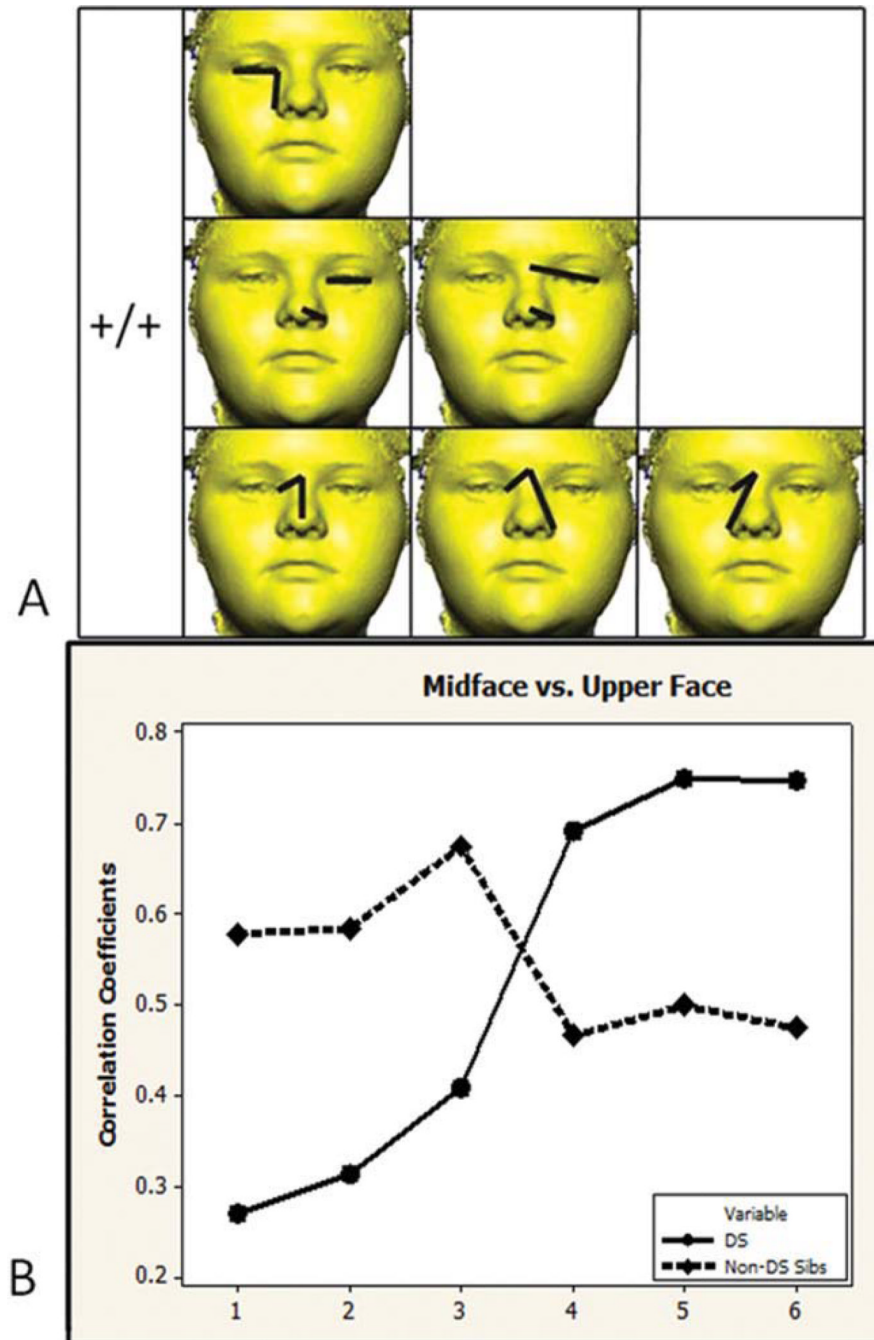 +/+
A
Midface vs. Upper Face
0.8
0.7
0.6
0.5
0.4
0.3
0.2
Correlation Coefficients
Variable
DS
Non-DS Sibs
1 2 3 4 5 6
B